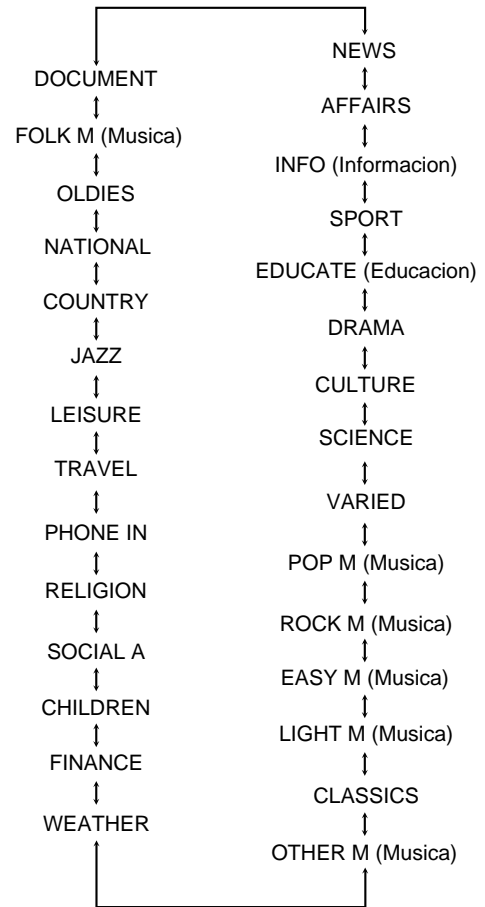 DOCUMENT
FOLK M (Musica)
OLDIES
NATIONAL
COUNTRY
JAZZ
LEISURE
TRAVEL
PHONE IN
RELIGION
SOCIAL A
CHILDREN
FINANCE
WEATHER
NEWS
AFFAIRS
INFO (Informacion)
SPORT
EDUCATE (Educacion)
DRAMA
CULTURE
SCIENCE
VARIED
POP M (Musica)
ROCK M (Musica)
EASY M (Musica)
LIGHT M (Musica)
CLASSICS
OTHER M (Musica)